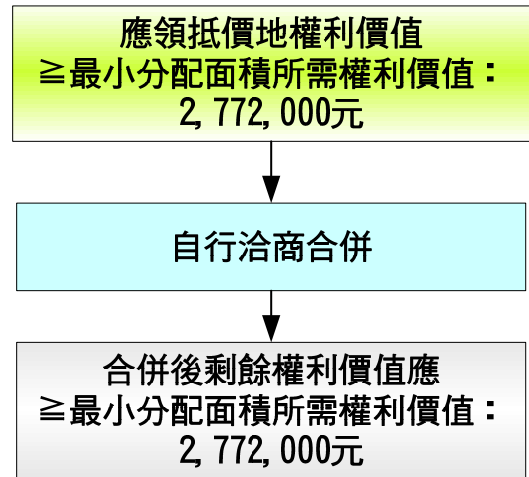 應領抵價地權利價值
≧最小分配面積所需權利價值：
2,772,000元
自行洽商合併
合併後剩餘權利價值應
≧最小分配面積所需權利價值：
2,772,000元